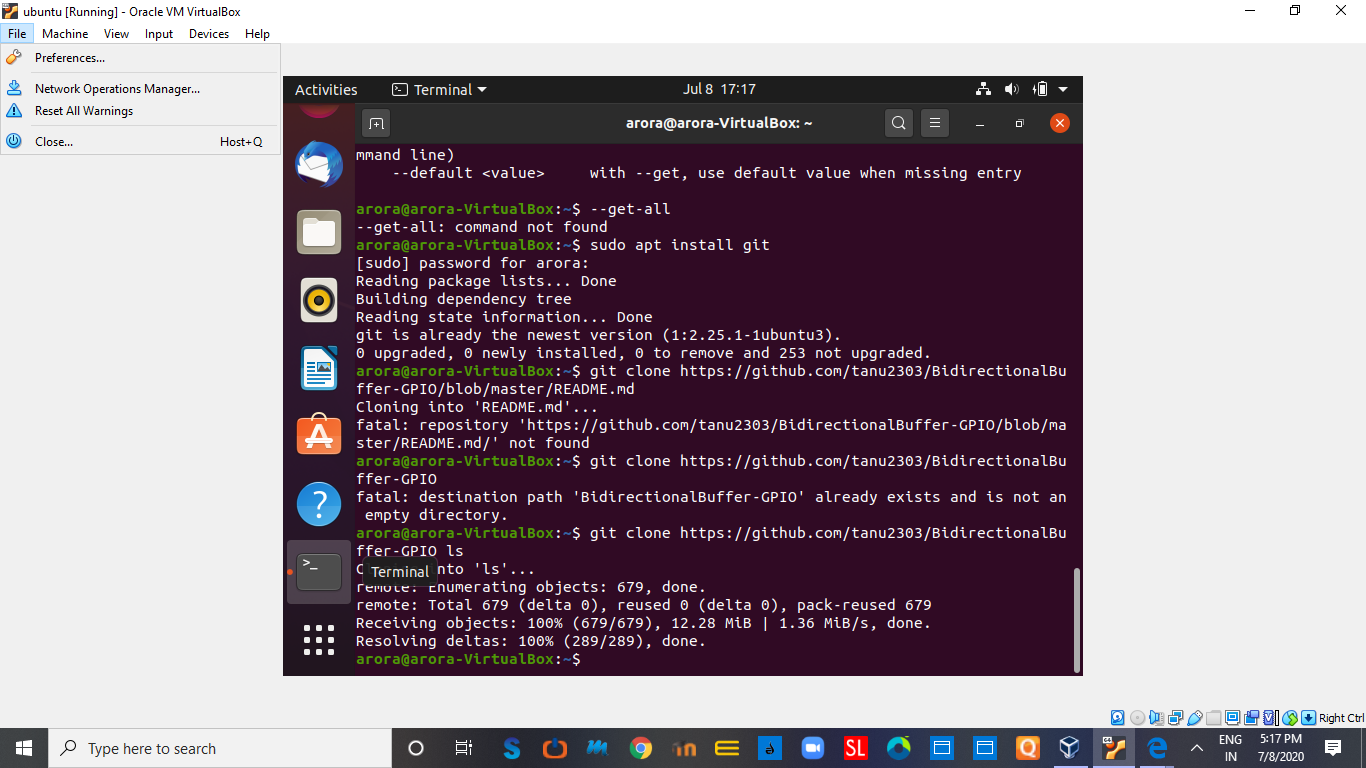 ubuntu [Running] - Oracle VM VirtualBox
File Machine View Input Devices Help
Preferences...
Network Operations Manager...
Reset All Warnings
Close... Host+Q
Activities Terminal Jul 8 17:17
arora@arora-VirtualBox: ~
mmand line)
--default <value> with --get, use default value when missing entry
arora@arora-VirtualBox:~$ --get-all
--get-all: command not found
arora@arora-VirtualBox:~$ sudo apt install git
[sudo] password for arora:
Reading package lists... Done
Building dependency tree
Reading state information... Done
git is already the newest version (1:2.25.1-1ubuntu3).
0 upgraded, 0 newly installed, 0 to remove and 253 not upgraded.
arora@arora-VirtualBox:~$ git clone https://github.com/tanu2303/BidirectionalBu
ffer-GPIO/blob/master/README.md
Cloning into 'README.md'...
fatal: repository 'https://github.com/tanu2303/BidirectionalBuffer-GPIO/blob/ma
ster/README.md/' not found
arora@arora-VirtualBox:~$ git clone https://github.com/tanu2303/BidirectionalBu
ffer-GPIO
fatal: destination path 'BidirectionalBuffer-GPIO' already exists and is not an
empty directory.
arora@arora-VirtualBox:~$ git clone https://github.com/tanu2303/BidirectionalBu
ffer-GPIO ls
Terminal nto 'ls'...
remote: Enumerating objects: 679, done.
remote: Total 679 (delta 0), reused 0 (delta 0), pack-reused 679
Receiving objects: 100% (679/679), 12.28 MiB | 1.36 MiB/s, done.
Resolving deltas: 100% (289/289), done.
arora@arora-VirtualBox:~$
Right Ctrl
Type here to search
SL
ENG
IN
5:17 PM
7/8/2020